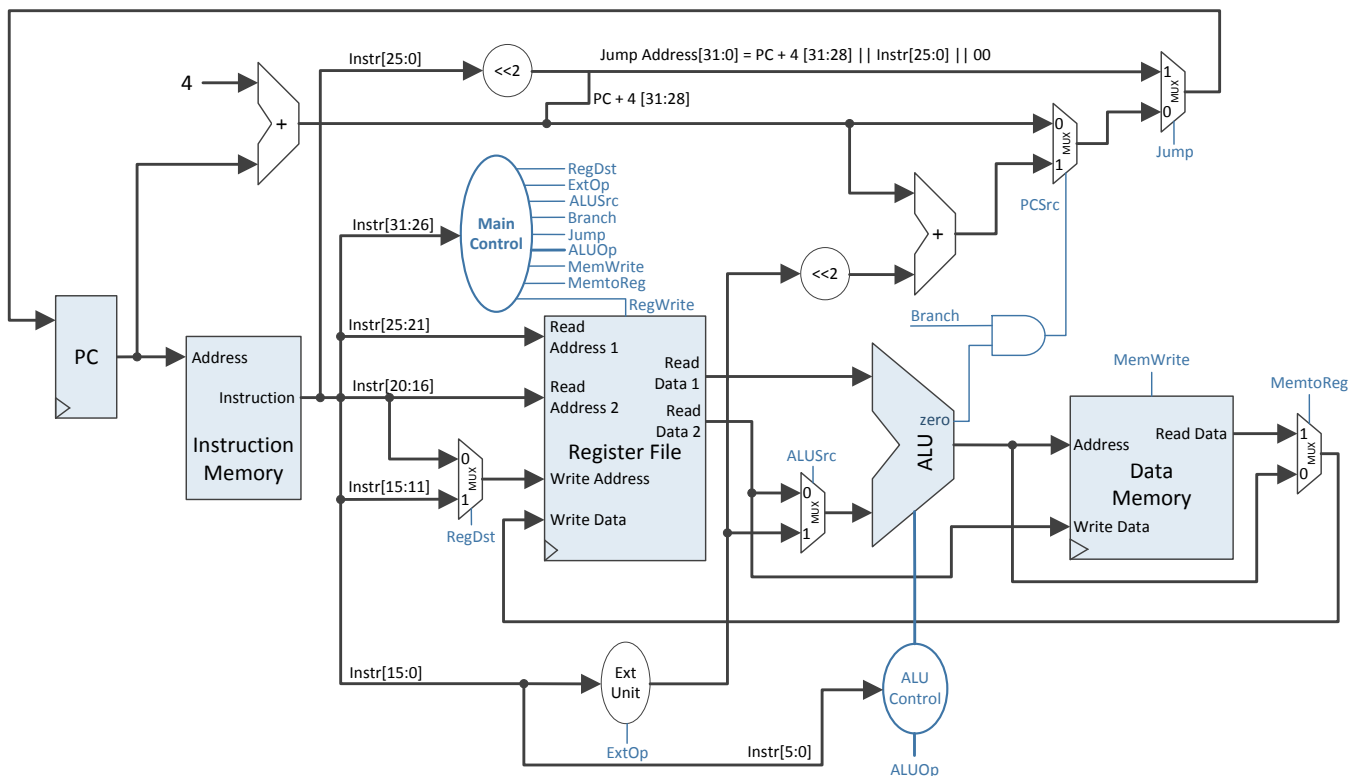 Instr[25:0]
<<2
Jump Address[31:0] = PC + 4 [31:28] || Instr[25:0] || 00
4
+
PC + 4 [31:28]
1
0
MUX
Jump
0
1
MUX
PCSrc
Main
Control
RegDst
ExtOp
ALUSrc
Branch
Jump
ALUOp
MemWrite
MemtoReg
RegWrite
Instr[31:26]
+
<<2
Branch
PC
Address
Instruction
Instruction
Memory
Instr[25:21]
Instr[20:16]
Instr[15:11]
0
1
MUX
RegDst
Read
Address 1
Read
Address 2
Read
Data 1
Read
Data 2
Register File
Write Address
Write Data
ALUSrc
0
1
MUX
zero
ALU
MemWrite
Address
Read Data
Data
Memory
Write Data
MemtoReg
1
0
MUX
Instr[15:0]
Ext
Unit
ExtOp
Instr[5:0]
ALU
Control
ALUOp